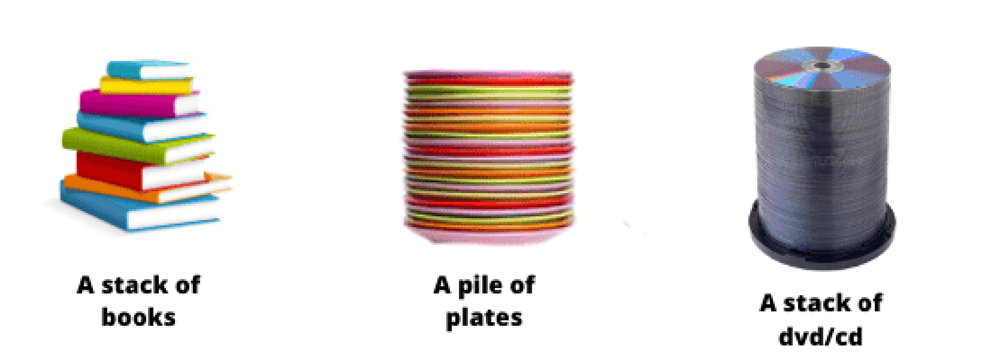 A stack of
books
A pile of
plates
A stack of
dvd/cd